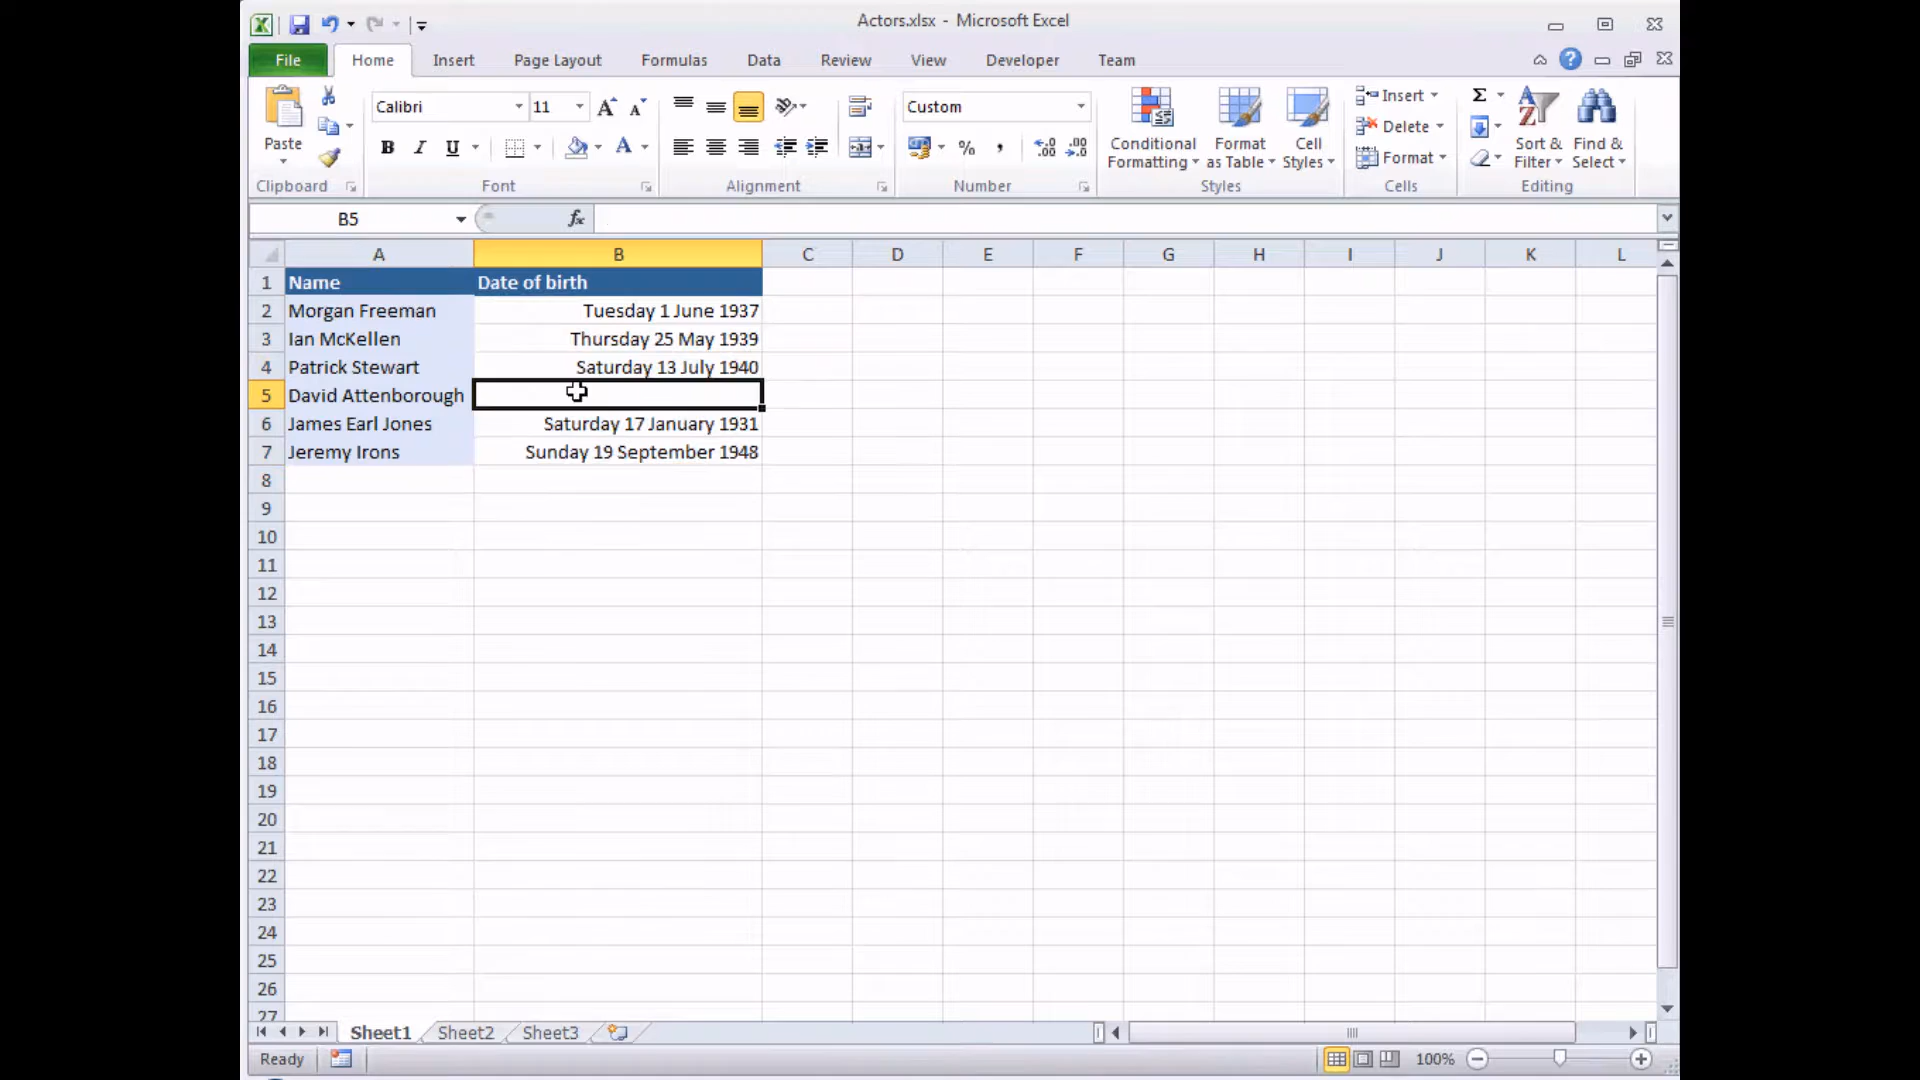 Actors.xlsx - Microsoft Excel
File Home Insert Page Layout Formulas Data Review View Developer Team
Paste
Calibri 11
B I U A
Custom
%
Conditional Formatting
Format as Table
Cell Styles
Insert
Delete
Format
Σ
Sort & Filter
Find & Select
Clipboard Font Alignment Number Styles Cells Editing
B5 fx
A B C D E F G H I J K L
1 Name Date of birth
2 Morgan Freeman Tuesday 1 June 1937
3 Ian McKellen Thursday 25 May 1939
4 Patrick Stewart Saturday 13 July 1940
5 David Attenborough
6 James Earl Jones Saturday 17 January 1931
7 Jeremy Irons Sunday 19 September 1948
8
9
10
11
12
13
14
15
16
17
18
19
20
21
22
23
24
25
26
27
Sheet1 Sheet2 Sheet3
Ready 100%